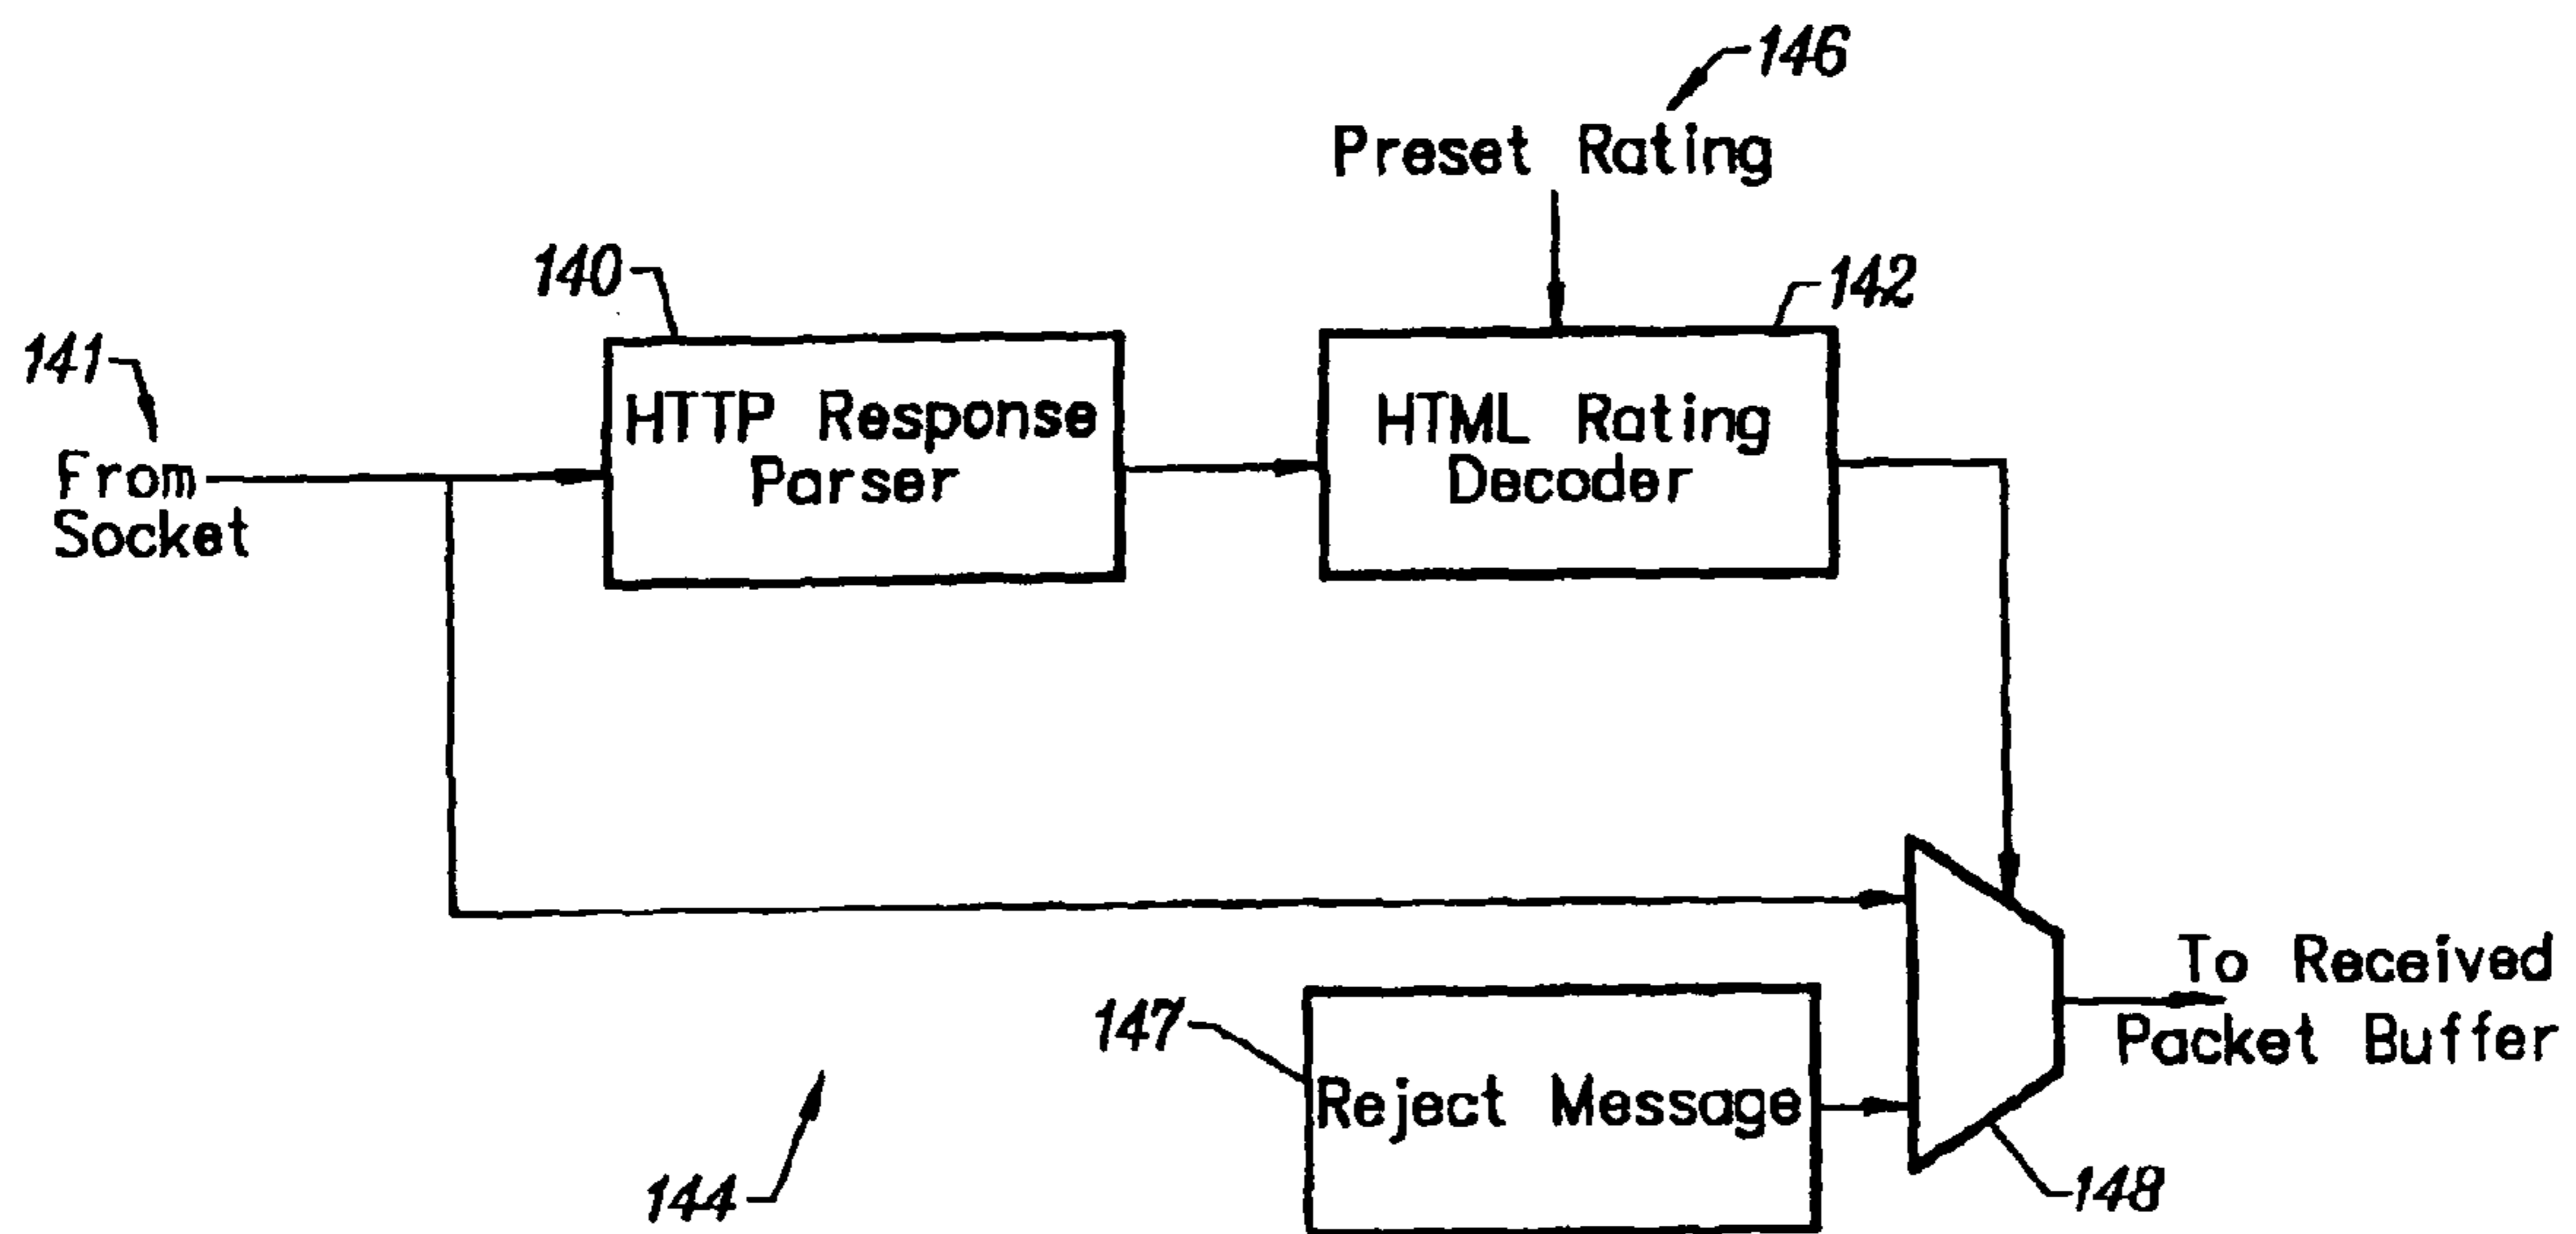 146
Preset Rating
140
142
141
HTTP Response
Parser
HTML Rating
Decoder
From
Socket
To Received
Packet Buffer
147
Reject Message
144
148